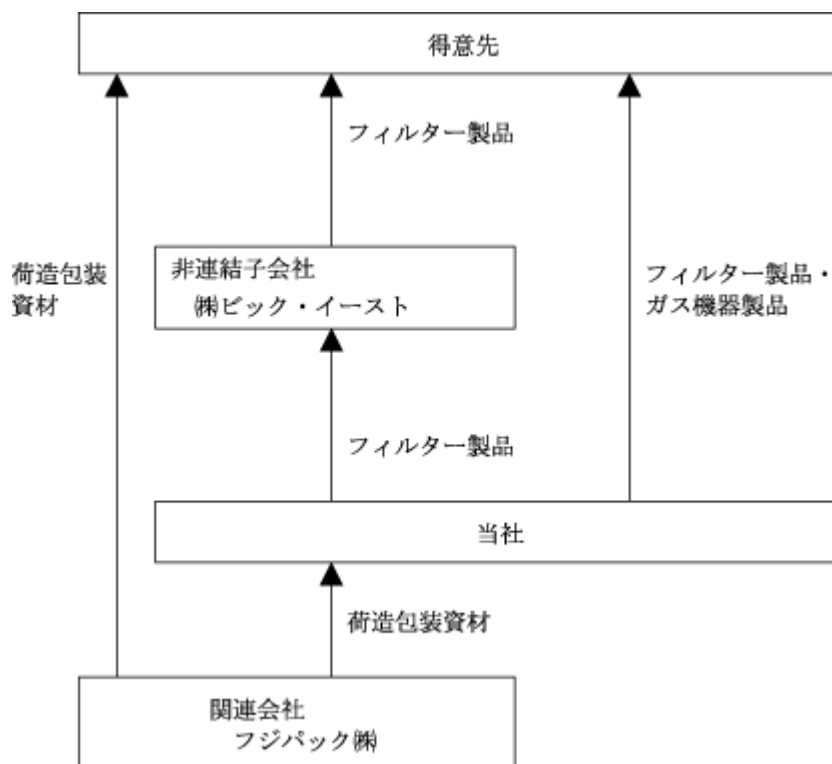 得意先
フィルター製品
荷造包装
資材
非連結子会社
㈱ビック・イースト
フィルター製品・
ガス機器製品
フィルター製品
当社
荷造包装資材
関連会社
フジパック㈱